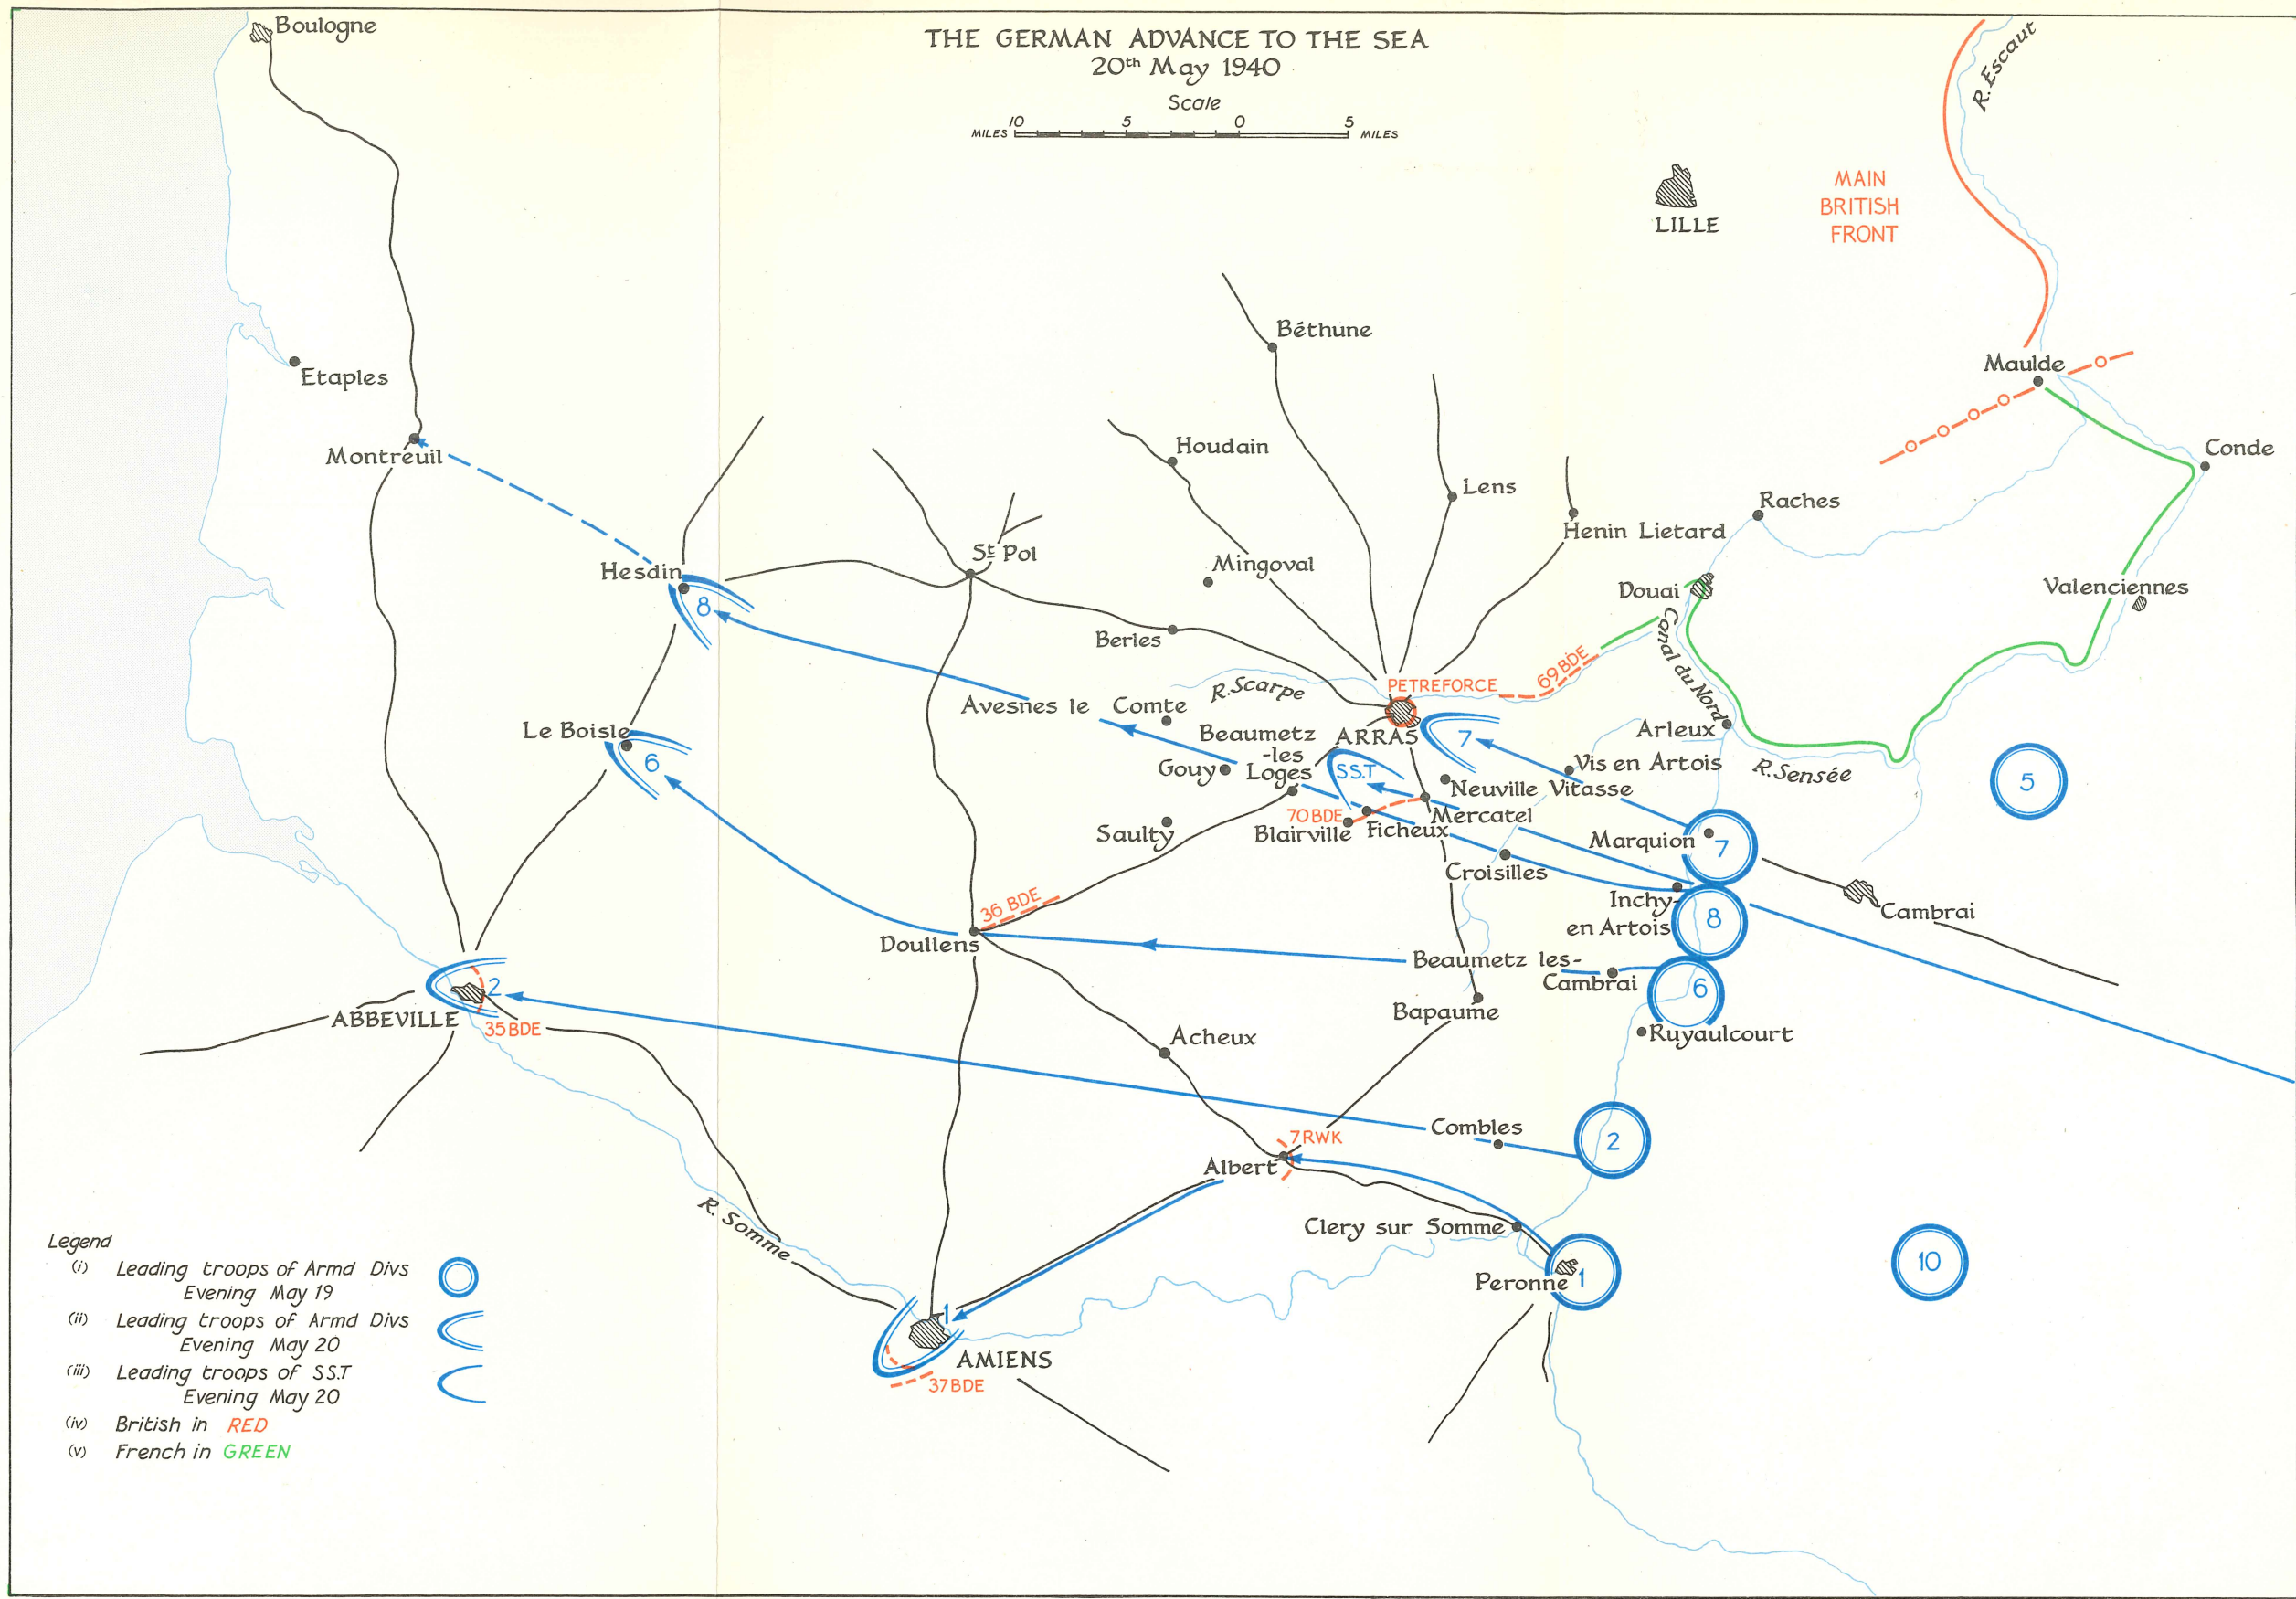 THE GERMAN ADVANCE TO THE SEA
20th May 1940
Scale
10 5 0 5
MILES MILES
Boulogne
R. Escaut
LILLE
MAIN
BRITISH
FRONT
Béthune
Maulde
Etaples
Montreuil
Houdain
Conde
Lens
Raches
Henin Lietard
St Pol
Mingoval
Hesdin
8
Douai
Valenciennes
Berles
Canal du Nord
69 BDE
R. Scarpe
PETREFORCE
Avesnes le Comte
Le Boisle
6
Beaumetz
-les
Loges
ARRAS
7
Arleux
Gouy
SS.T
Vis en Artois
R. Sensée
5
Neuville Vitasse
70 BDE
Mercatel
Saulty
Blairville
Ficheux
Marquion
7
Croisilles
Inchy-
en Artois
8
Cambrai
36 BDE
Doullens
Beaumetz les-
Cambrai
6
2
ABBEVILLE
35 BDE
Bapaume
Ruyaulcourt
Acheux
Combles
2
7 RWK
Albert
R. Somme
Clery sur Somme
Peronne
1
10
1
AMIENS
37 BDE
Legend
(i) Leading troops of Armd Divs
Evening May 19
(ii) Leading troops of Armd Divs
Evening May 20
(iii) Leading troops of SS.T
Evening May 20
(iv) British in RED
(v) French in GREEN